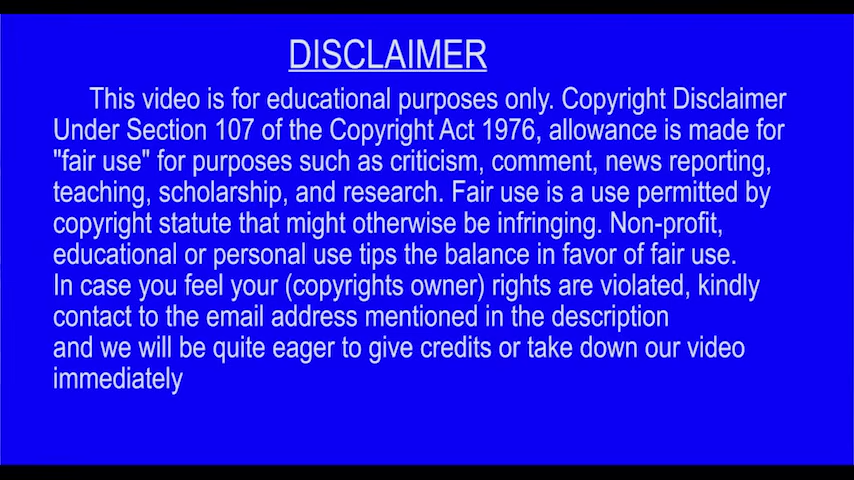 DISCLAIMER
This video is for educational purposes only. Copyright Disclaimer
Under Section 107 of the Copyright Act 1976, allowance is made for
"fair use" for purposes such as criticism, comment, news reporting,
teaching, scholarship, and research. Fair use is a use permitted by
copyright statute that might otherwise be infringing. Non-profit,
educational or personal use tips the balance in favor of fair use.
In case you feel your (copyrights owner) rights are violated, kindly
contact to the email address mentioned in the description
and we will be quite eager to give credits or take down our video
immediately